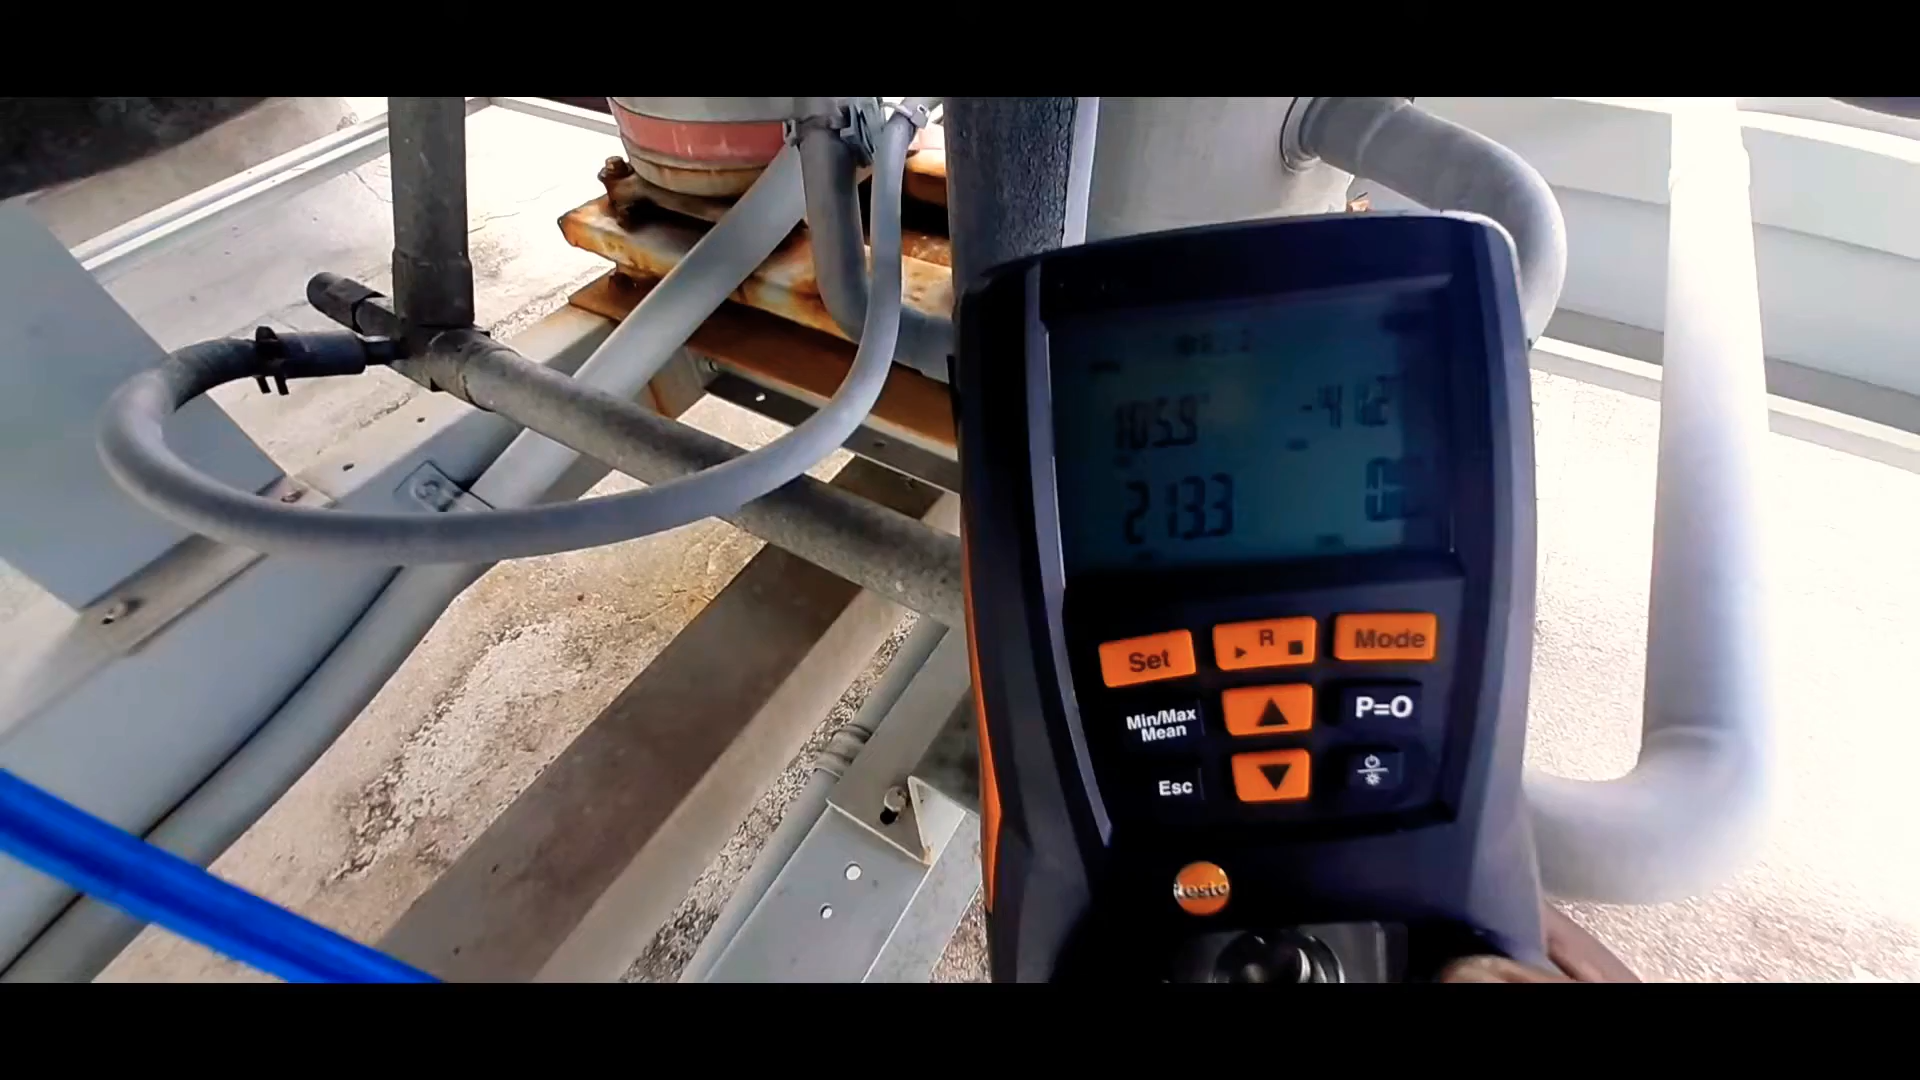 105.9
213.3
Set
R
Mode
Min/Max
Mean
P=O
Esc
testo